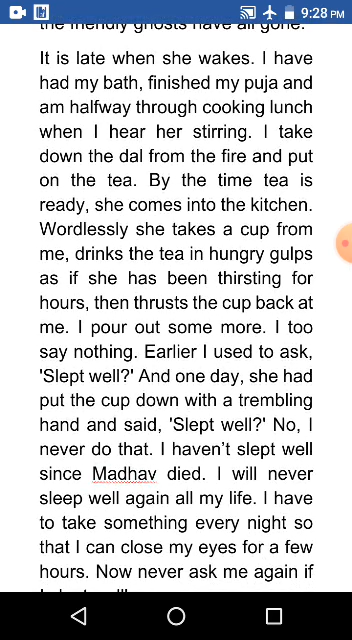 9:28 PM
the friendly ghosts have all gone.
It is late when she wakes. I have
had my bath, finished my puja and
am halfway through cooking lunch
when I hear her stirring. I take
down the dal from the fire and put
on the tea. By the time tea is
ready, she comes into the kitchen.
Wordlessly she takes a cup from
me, drinks the tea in hungry gulps
as if she has been thirsting for
hours, then thrusts the cup back at
me. I pour out some more. I too
say nothing. Earlier I used to ask,
'Slept well?' And one day, she had
put the cup down with a trembling
hand and said, 'Slept well?' No, I
never do that. I haven’t slept well
since Madhav died. I will never
sleep well again all my life. I have
to take something every night so
that I can close my eyes for a few
hours. Now never ask me again if